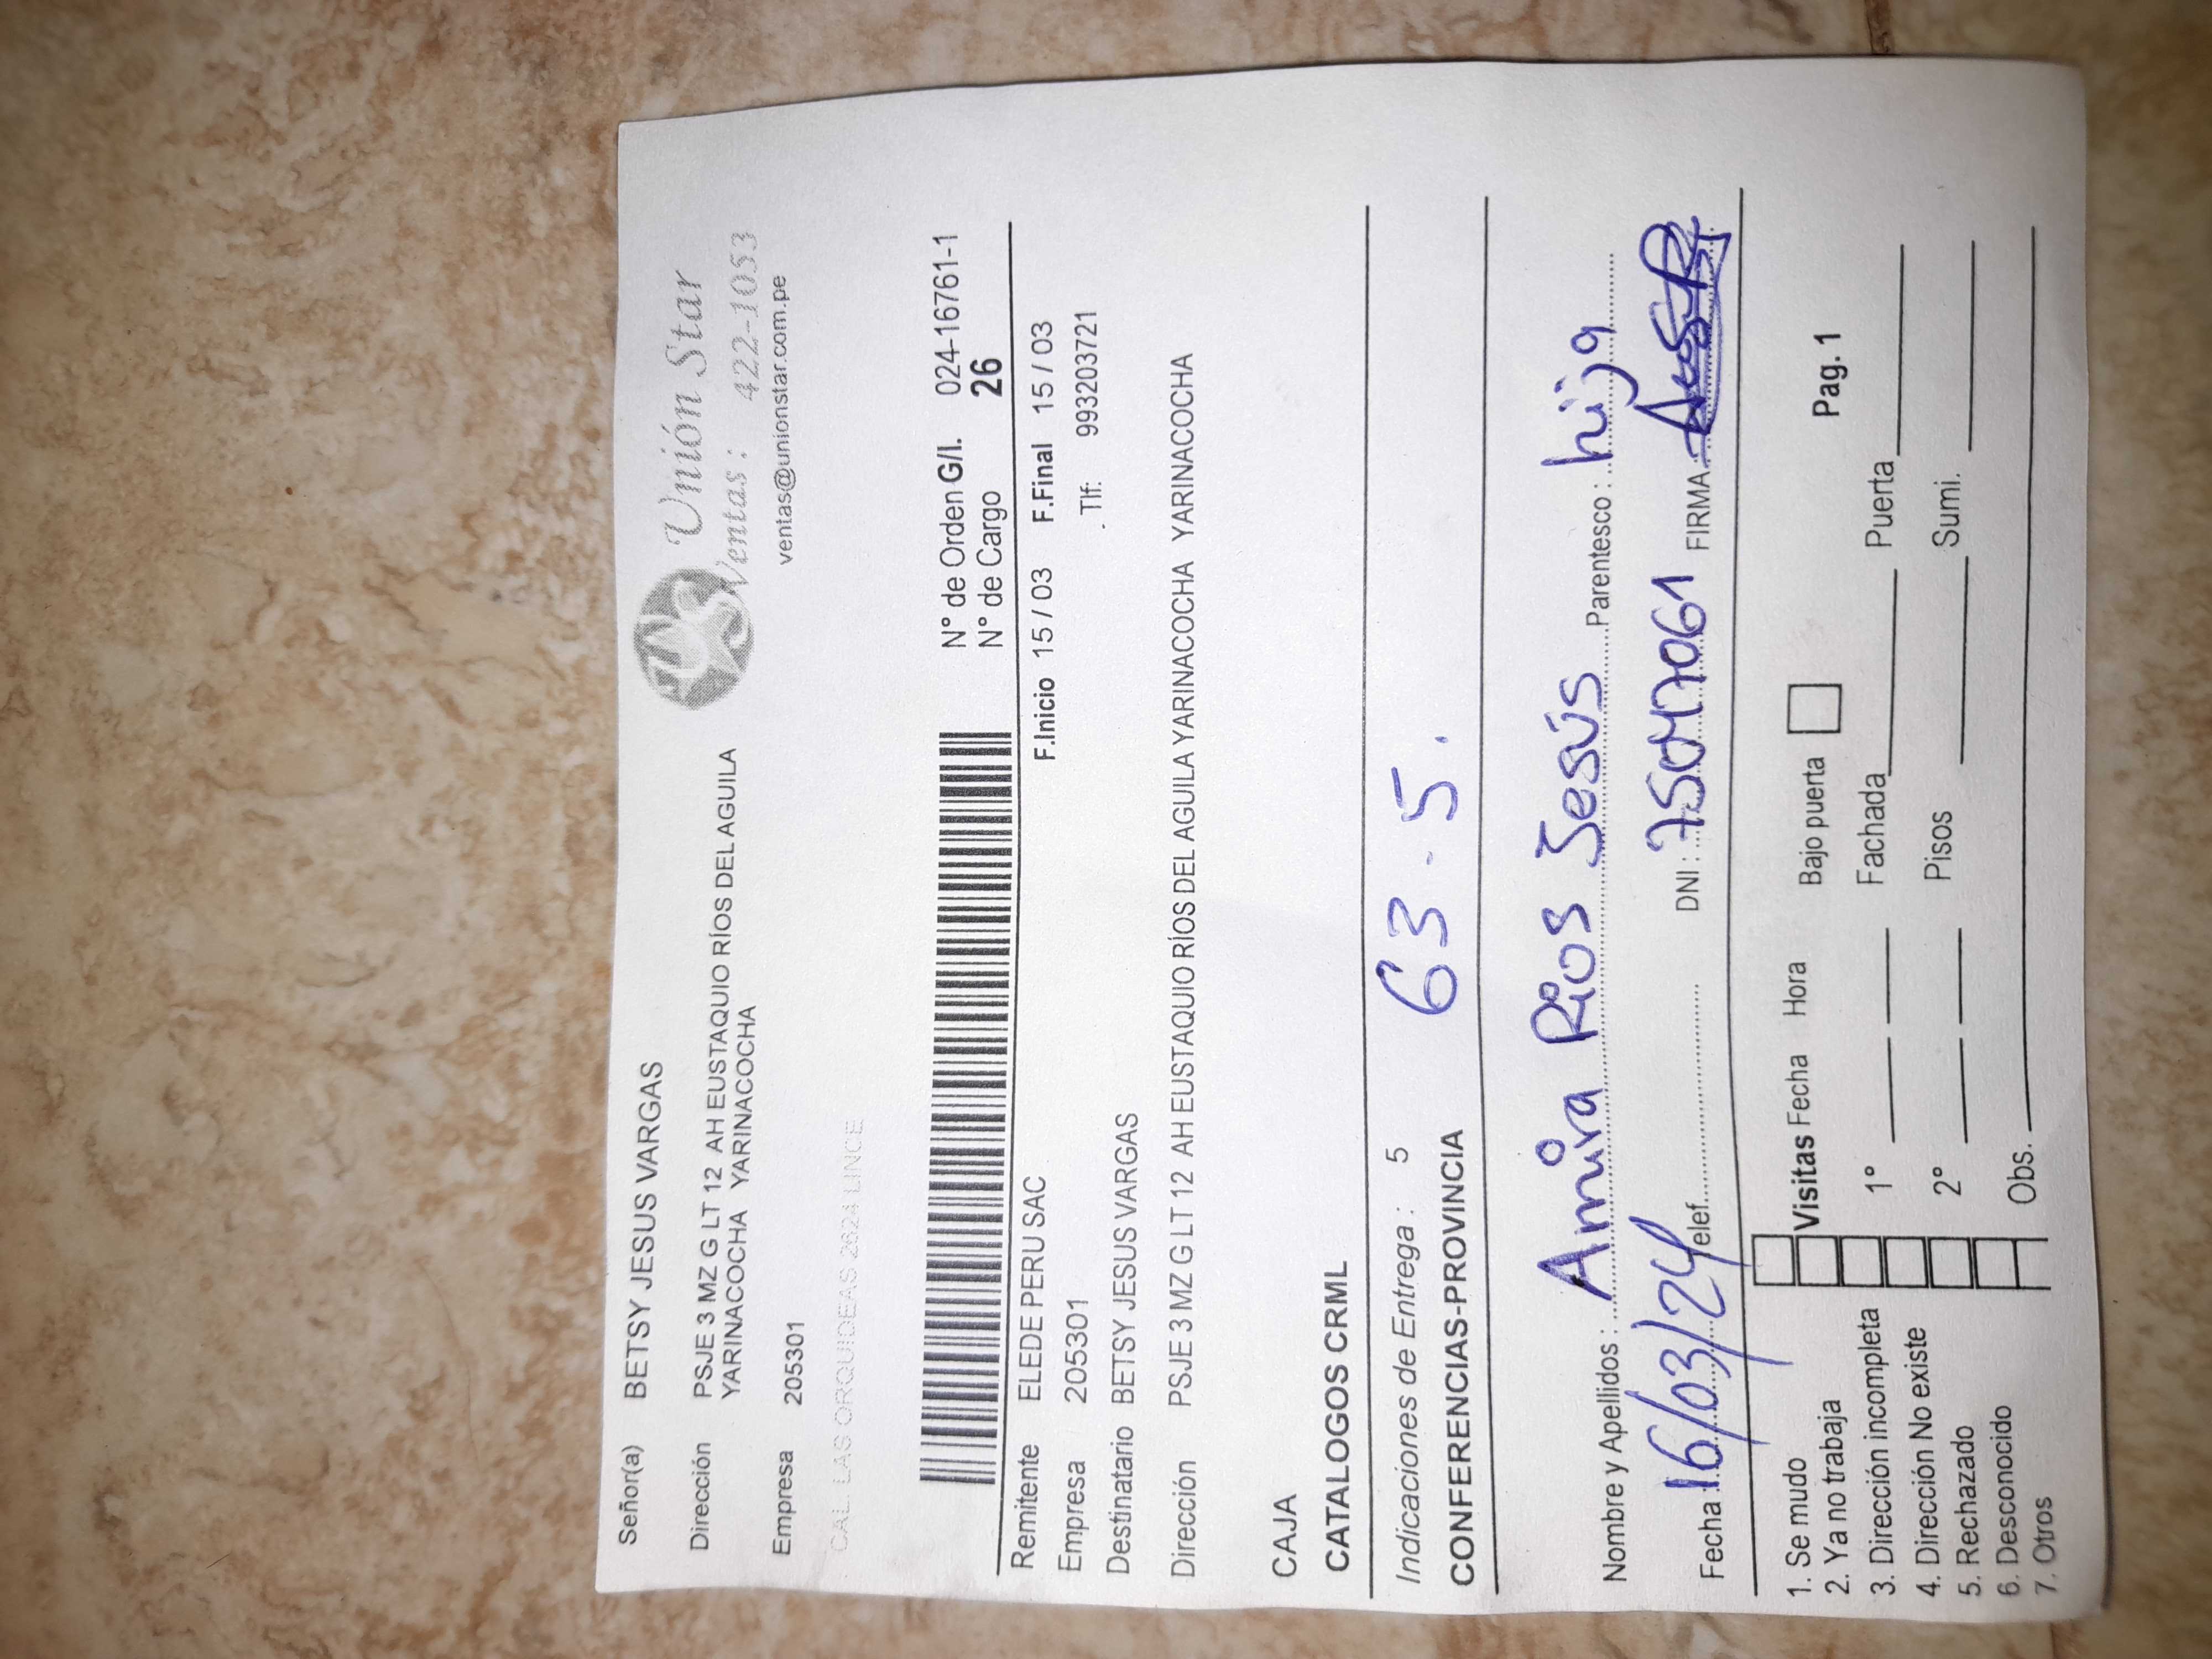 Señor(a) BETSY JESUS VARGAS
Unión Star
Ventas: 422-1053
ventas@unionstar.com.pe
Dirección PSJE 3 MZ G LT 12 AH EUSTAQUIO RÍOS DEL AGUILA
YARINACOCHA YARINACOCHA
Empresa 205301
CAL. LAS ORQUIDEAS 2624 LINCE
N° de Orden G/I. 024-16761-1
N° de Cargo 26
Remitente ELEDE PERU SAC F.Inicio 15 / 03 F.Final 15 / 03
Empresa 205301 . Tlf: 993203721
Destinatario BETSY JESUS VARGAS
Dirección PSJE 3 MZ G LT 12 AH EUSTAQUIO RÍOS DEL AGUILA YARINACOCHA YARINACOCHA
CAJA
CATALOGOS CRML
Indicaciones de Entrega : 5
CONFERENCIAS-PROVINCIA 63.5.
Nombre y Apellidos : Amira Rios Jesús Parentesco : hija
Fecha 16/03/24 elef. DNI : 75047061 FIRMA
1. Se mudo
2. Ya no trabaja
3. Dirección incompleta
4. Dirección No existe
5. Rechazado
6. Desconocido
7. Otros
Visitas Fecha Hora Bajo puerta Pag. 1
1° Fachada Puerta
2° Pisos Sumi.
Obs.